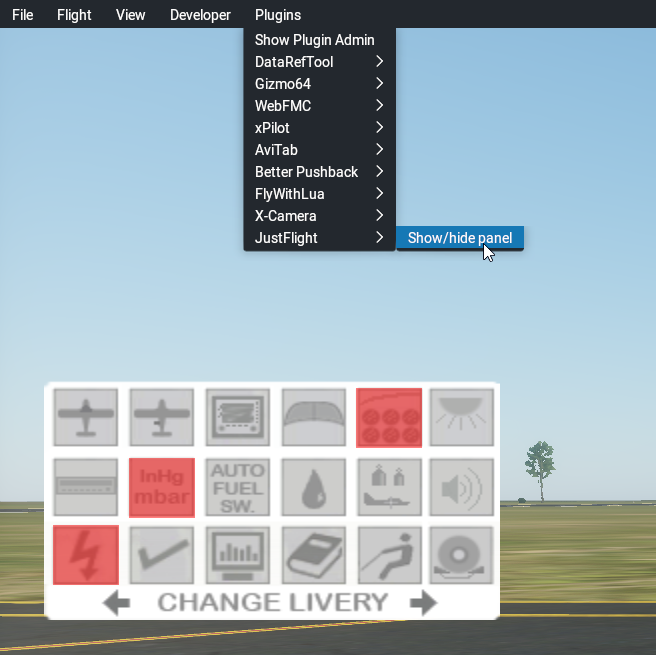 File Flight View Developer Plugins
Show Plugin Admin
DataRefTool
Gizmo64
WebFMC
xPilot
AviTab
Better Pushback
FlyWithLua
X-Camera
JustFlight
Show/hide panel
InHg
mbar
AUTO
FUEL
SW.
CHANGE LIVERY